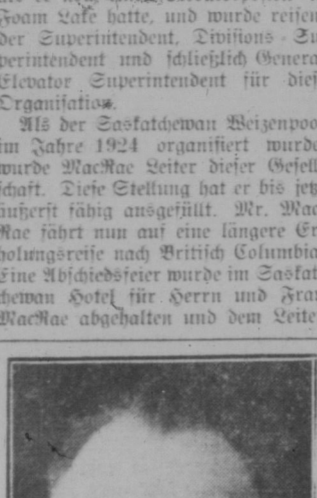 Foam Lake hatte, und wurde reisen
der Superintendent, Divisions - Su
perintendent und schließlich Genera
Elevator Superintendent für dies
Organisation.
Als der Saskatchewan Weizenpoo
im Jahre 1924 organisiert wurde
wurde MacRae Leiter dieser Gesell
schaft. Diese Stellung hat er bis jetz
äußerst fähig ausgefüllt. Mr. Mac
Rae fährt nun auf eine längere Er
holungsreise nach Britisch Columbia
Eine Abschiedsfeier wurde im Saskat
chewan Hotel für Herrn und Frau
MacRae abgehalten und dem Leite